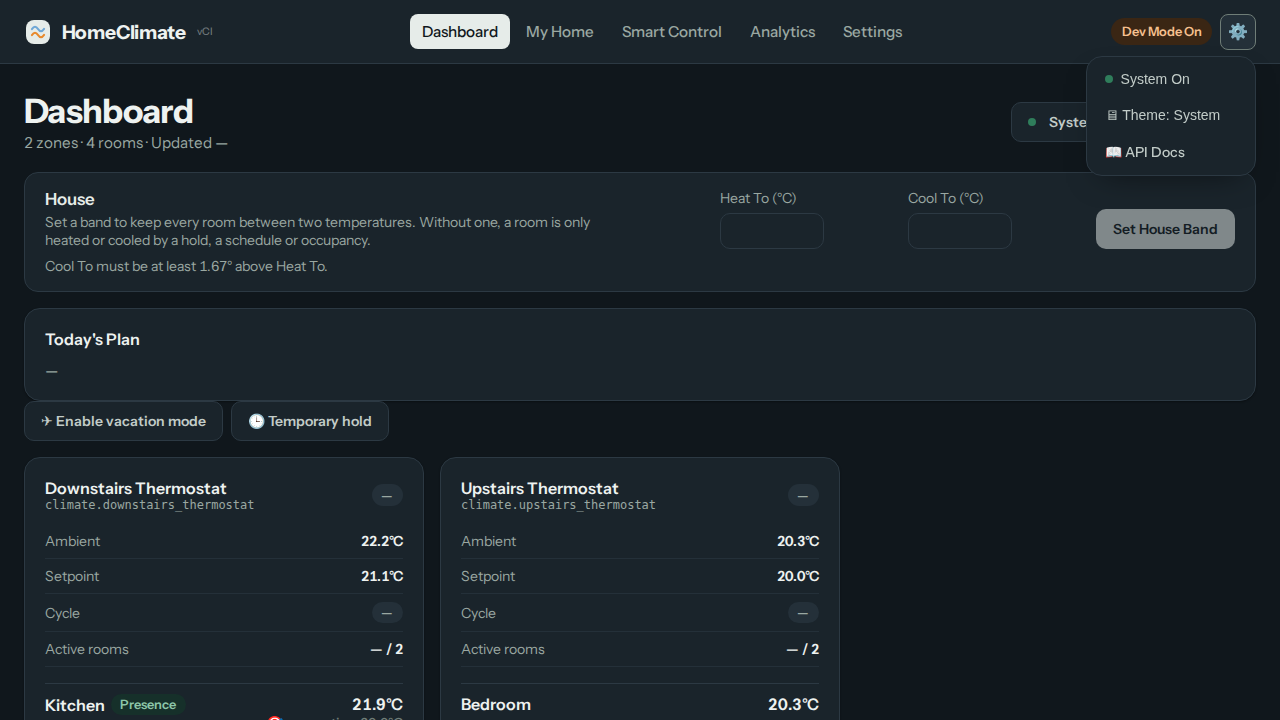 HomeClimate vCI
Dashboard
My Home
Smart Control
Analytics
Settings
Dev Mode On
System On
Theme: System
API Docs
Dashboard
2 zones · 4 rooms · Updated —
Syste
House
Set a band to keep every room between two temperatures. Without one, a room is only
heated or cooled by a hold, a schedule or occupancy.
Cool To must be at least 1.67° above Heat To.
Heat To (°C)
Cool To (°C)
Set House Band
Today's Plan
—
✈ Enable vacation mode
Temporary hold
Downstairs Thermostat
climate.downstairs_thermostat
—
Ambient 22.2°C
Setpoint 21.1°C
Cycle —
Active rooms — / 2
Kitchen Presence 21.9°C
Upstairs Thermostat
climate.upstairs_thermostat
—
Ambient 20.3°C
Setpoint 20.0°C
Cycle —
Active rooms — / 2
Bedroom 20.3°C